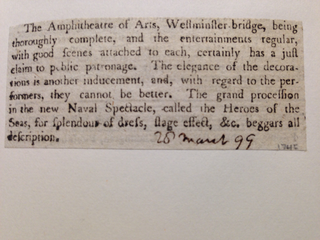 The Amphitheatre of Arts, Westminster-bridge, being
thoroughly complete, and the entertainments regular,
with good scenes attached to each, certainly has a just
claim to public patronage. The elegance of the decora-
tions is another inducement, and, with regard to the per-
formers, they cannot be better. The grand procession
in the new Naval Spectacle, called the Heroes of the
Seas, for splendour of dress, stage effect, &c. beggars all
description.
28 March 99